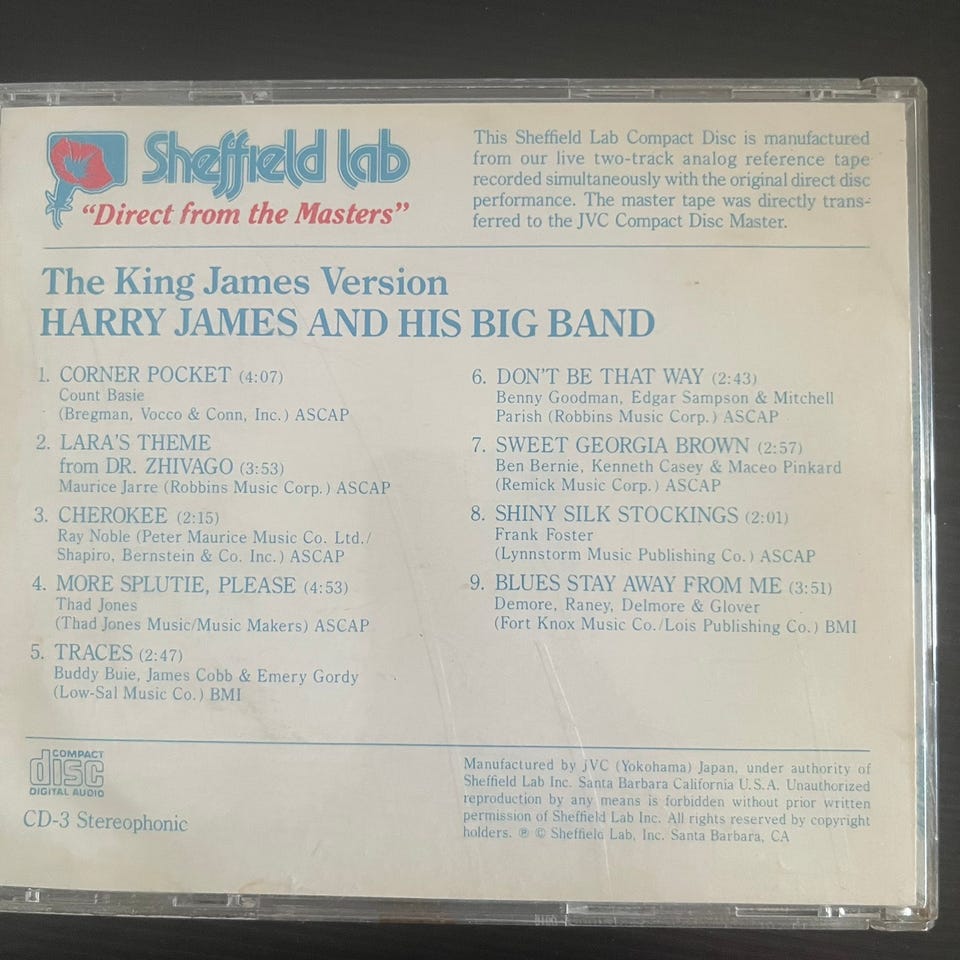 Sheffield lab
"Direct from the Masters"
This Sheffield Lab Compact Disc is manufactured
from our live two-track analog reference tape
recorded simultaneously with the original direct disc
performance. The master tape was directly trans-
ferred to the JVC Compact Disc Master.
The King James Version
HARRY JAMES AND HIS BIG BAND
1. CORNER POCKET (4:07)
Count Basie
(Bregman, Vocco & Conn, Inc.) ASCAP
2. LARA'S THEME
from DR. ZHIVAGO (3:53)
Maurice Jarre (Robbins Music Corp.) ASCAP
3. CHEROKEE (2:15)
Ray Noble (Peter Maurice Music Co. Ltd./
Shapiro, Bernstein & Co. Inc.) ASCAP
4. MORE SPLUTIE, PLEASE (4:53)
Thad Jones
(Thad Jones Music/Music Makers) ASCAP
5. TRACES (2:47)
Buddy Buie, James Cobb & Emery Gordy
(Low-Sal Music Co.) BMI
6. DON'T BE THAT WAY (2:43)
Benny Goodman, Edgar Sampson & Mitchell
Parish (Robbins Music Corp.) ASCAP
7. SWEET GEORGIA BROWN (2:57)
Ben Bernie, Kenneth Casey & Maceo Pinkard
(Remick Music Corp.) ASCAP
8. SHINY SILK STOCKINGS (2:01)
Frank Foster
(Lynnstorm Music Publishing Co.) ASCAP
9. BLUES STAY AWAY FROM ME (3:51)
Demore, Raney, Delmore & Glover
(Fort Knox Music Co./Lois Publishing Co.) BMI
COMPACT
disc
DIGITAL AUDIO
CD-3 Stereophonic
Manufactured by JVC (Yokohama) Japan, under authority of
Sheffield Lab Inc. Santa Barbara California U.S.A. Unauthorized
reproduction by any means is forbidden without prior written
permission of Sheffield Lab Inc. All rights reserved by copyright
holders. ℗ © Sheffield Lab, Inc. Santa Barbara, CA